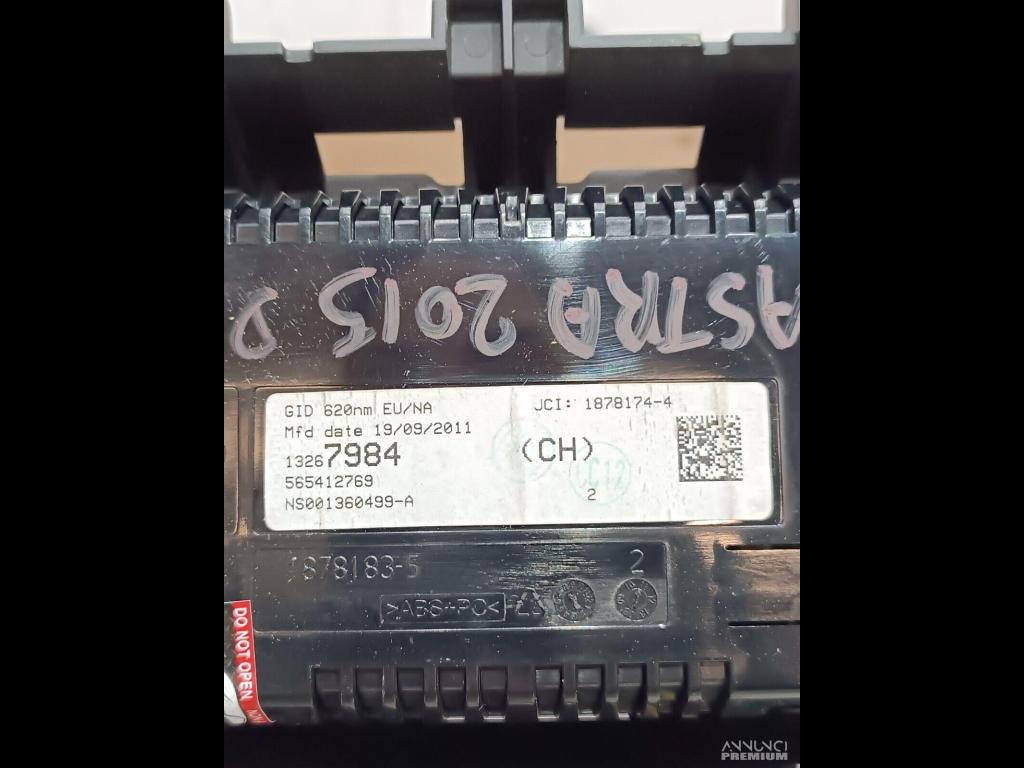 ASTRA 2015 D
GID 620nm EU/NA
JCI: 1878174-4
Mfd date 19/09/2011
13267984
(CH)
565412769
CC12
NS001360499-A
2
1878183-5
2
>ABS+PC<
DO NOT OPEN
ANNUNCI
PREMIUM